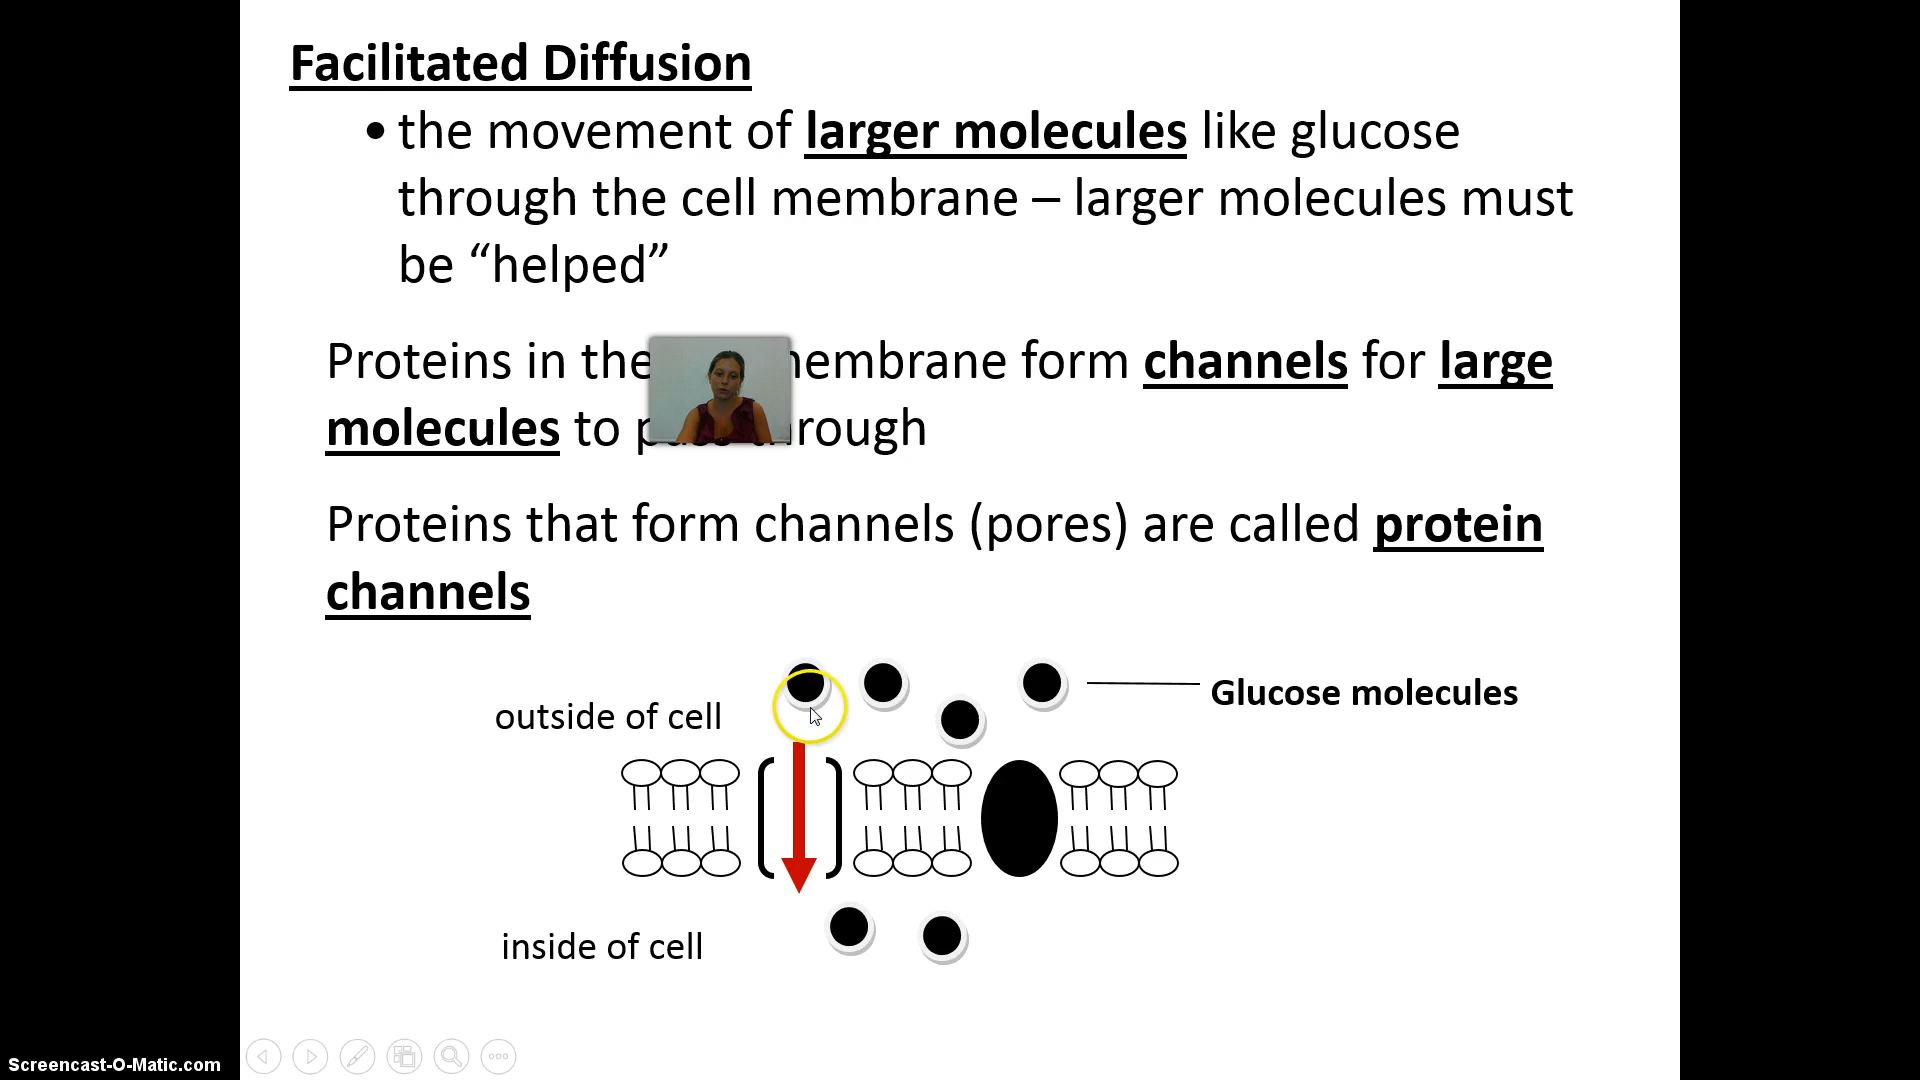 Facilitated Diffusion
• the movement of larger molecules like glucose
through the cell membrane – larger molecules must
be “helped”
Proteins in the membrane form channels for large
molecules to through
Proteins that form channels (pores) are called protein
channels
outside of cell
Glucose molecules
inside of cell
Screencast-O-Matic.com